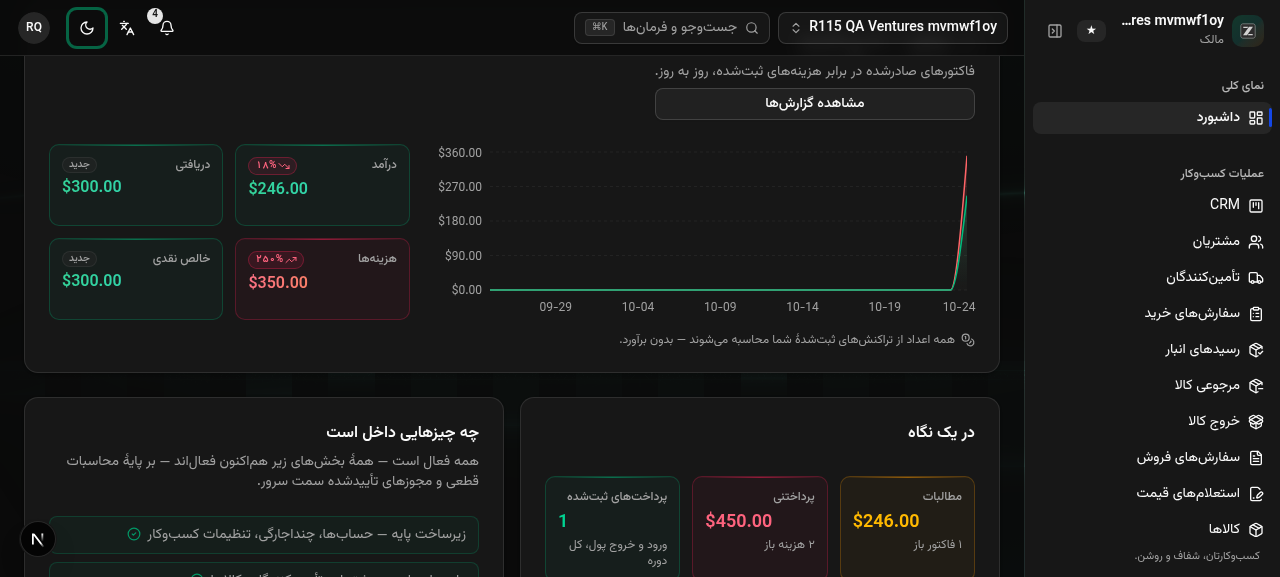 …res mvmwf1oy
مالک
R115 QA Ventures mvmwf1oy
جست‌وجو و فرمان‌ها
⌘K
4
RQ
نمای کلی
داشبورد
عملیات کسب‌وکار
CRM
مشتریان
تأمین‌کنندگان
سفارش‌های خرید
رسیدهای انبار
مرجوعی کالا
خروج کالا
سفارش‌های فروش
استعلام‌های قیمت
کالاها
کسب‌وکارتان، شفاف و روشن.
فاکتورهای صادرشده در برابر هزینه‌های ثبت‌شده، روز به روز.
مشاهده گزارش‌ها
$360.00
$270.00
$180.00
$90.00
$0.00
09-29
10-04
10-09
10-14
10-19
10-24
درآمد
۱۸%
$246.00
دریافتی
جدید
$300.00
هزینه‌ها
۲۵۰%
$350.00
خالص نقدی
جدید
$300.00
همه اعداد از تراکنش‌های ثبت‌شدهٔ شما محاسبه می‌شوند — بدون برآورد.
در یک نگاه
مطالبات
$246.00
۱ فاکتور باز
پرداختنی
$450.00
۲ هزینه باز
پرداخت‌های ثبت‌شده
1
ورود و خروج پول، کل
دوره
چه چیزهایی داخل است
همه فعال است — همهٔ بخش‌های زیر هم‌اکنون فعال‌اند — بر پایهٔ محاسبات
قطعی و مجوزهای تأییدشده سمت سرور.
زیرساخت پایه — حساب‌ها، چنداجارگی، تنظیمات کسب‌وکار
N